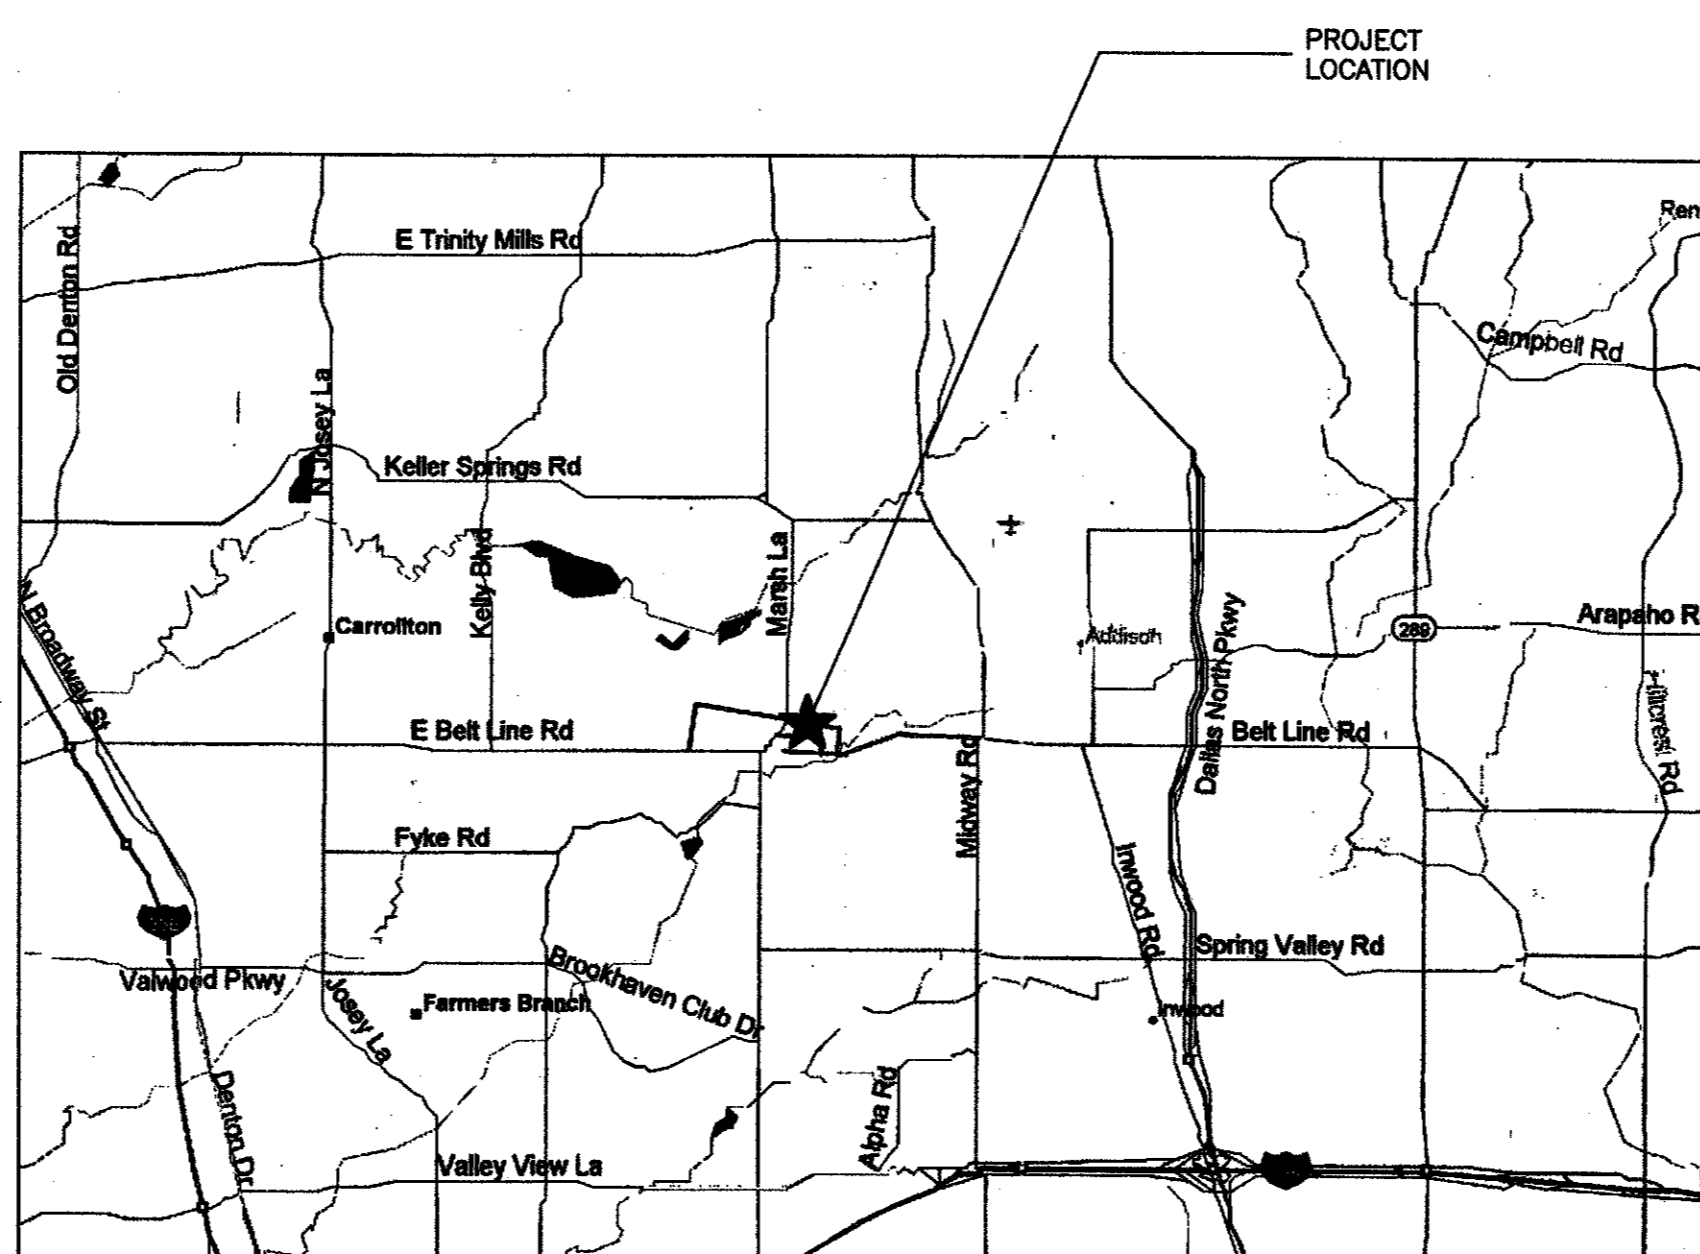 PROJECT
LOCATION
Ren
E Trinity Mills Rd
Old Denton Rd
Campbell Rd
N Josey La
Keller Springs Rd
Kelly Blvd
Marsh La
N Broadway St
Carrollton
Addison
Dallas North Pkwy
289
Arapaho R
Hillcrest Rd
E Belt Line Rd
Belt Line Rd
Midway Rd
Fyke Rd
Inwood Rd
Spring Valley Rd
Valwood Pkwy
Brookhaven Club Dr
Josey La
Farmers Branch
Inwood
Denton Dr
Alpha Rd
Valley View La